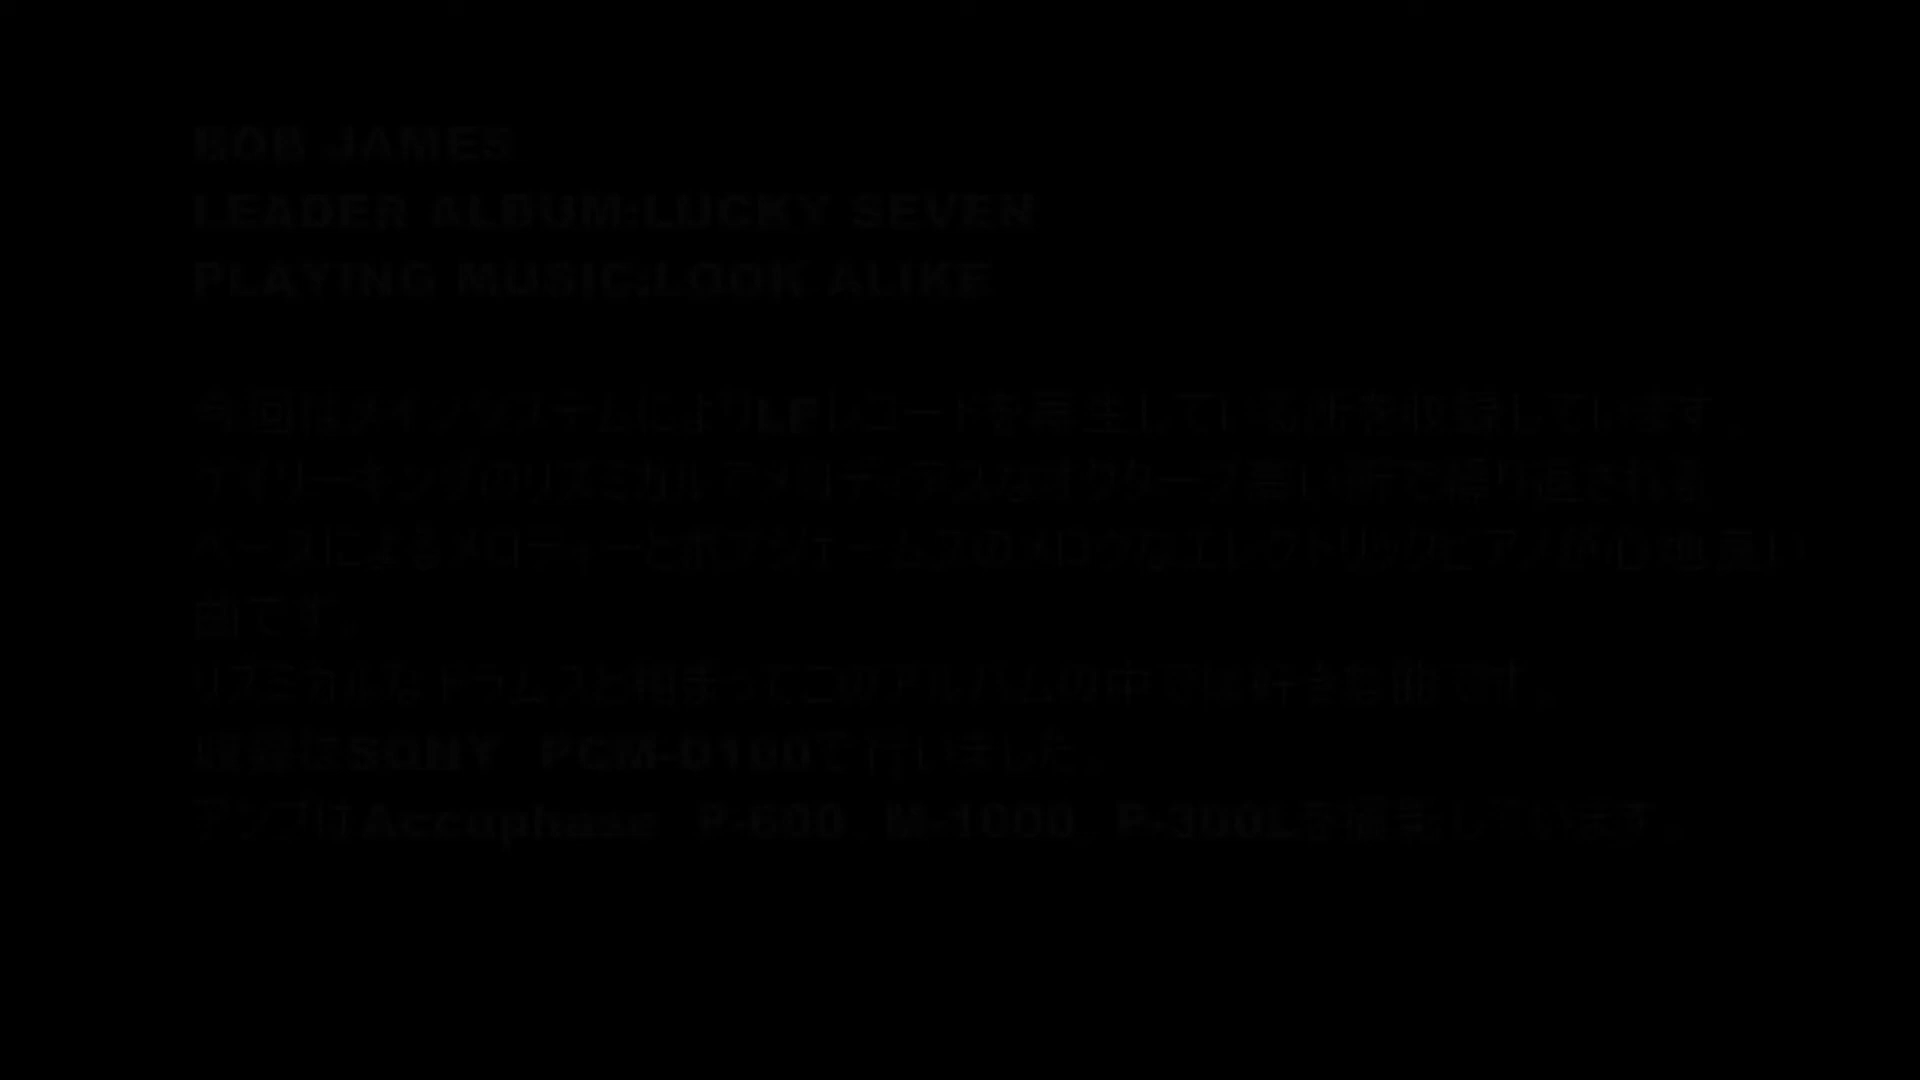 BOB JAMES
LEADER ALBUM:LUCKY SEVEN
PLAYING MUSIC:LOOK ALIKE
今回はメインシステムによりLPレコードを再生している所を収録しています。
ゲイリーキングのリズミカルでメロディアスなオクターブ高い所で繰り返される
ベースによるメロディーとボブジェームスのメロウなエレクトリックピアノが心地良い
曲です。
リズミカルなドラムスと相まってこのアルバムの中では好きな曲です。
収録はSONY PCM-D100で行いました。
アンプはAccuphase P-600, M-1000, P-300Lを しています